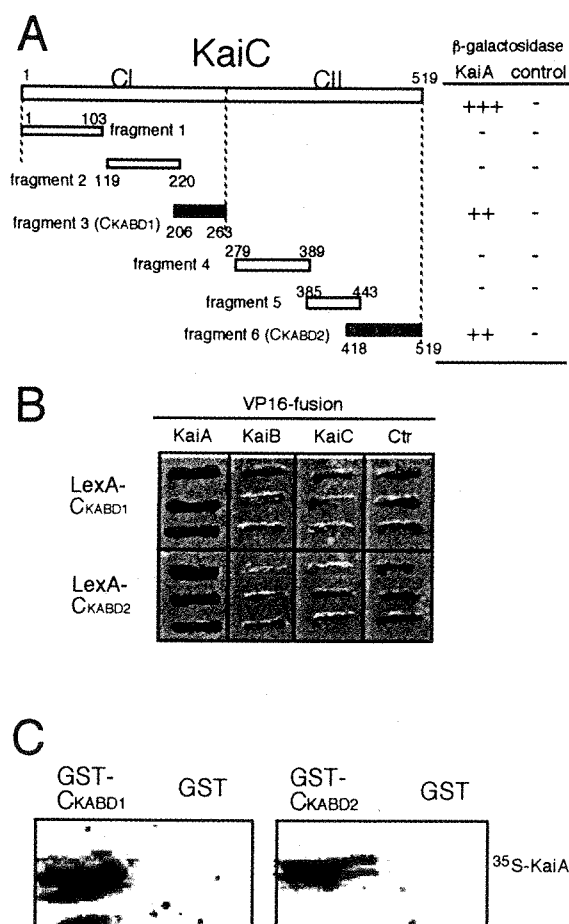 A
KaiC
β-galactosidase
KaiA control
1 CI CII 519
+++ -
1 103 fragment 1 - -
fragment 2 119 220 - -
fragment 3 (CKABD1) 206 263 ++ -
279 389
fragment 4 - -
385 443
fragment 5 - -
fragment 6 (CKABD2) 418 519 ++ -
B
VP16-fusion
KaiA KaiB KaiC Ctr
LexA-
CKABD1
LexA-
CKABD2
C
GST-
CKABD1
GST
GST-
CKABD2
GST
35S-KaiA